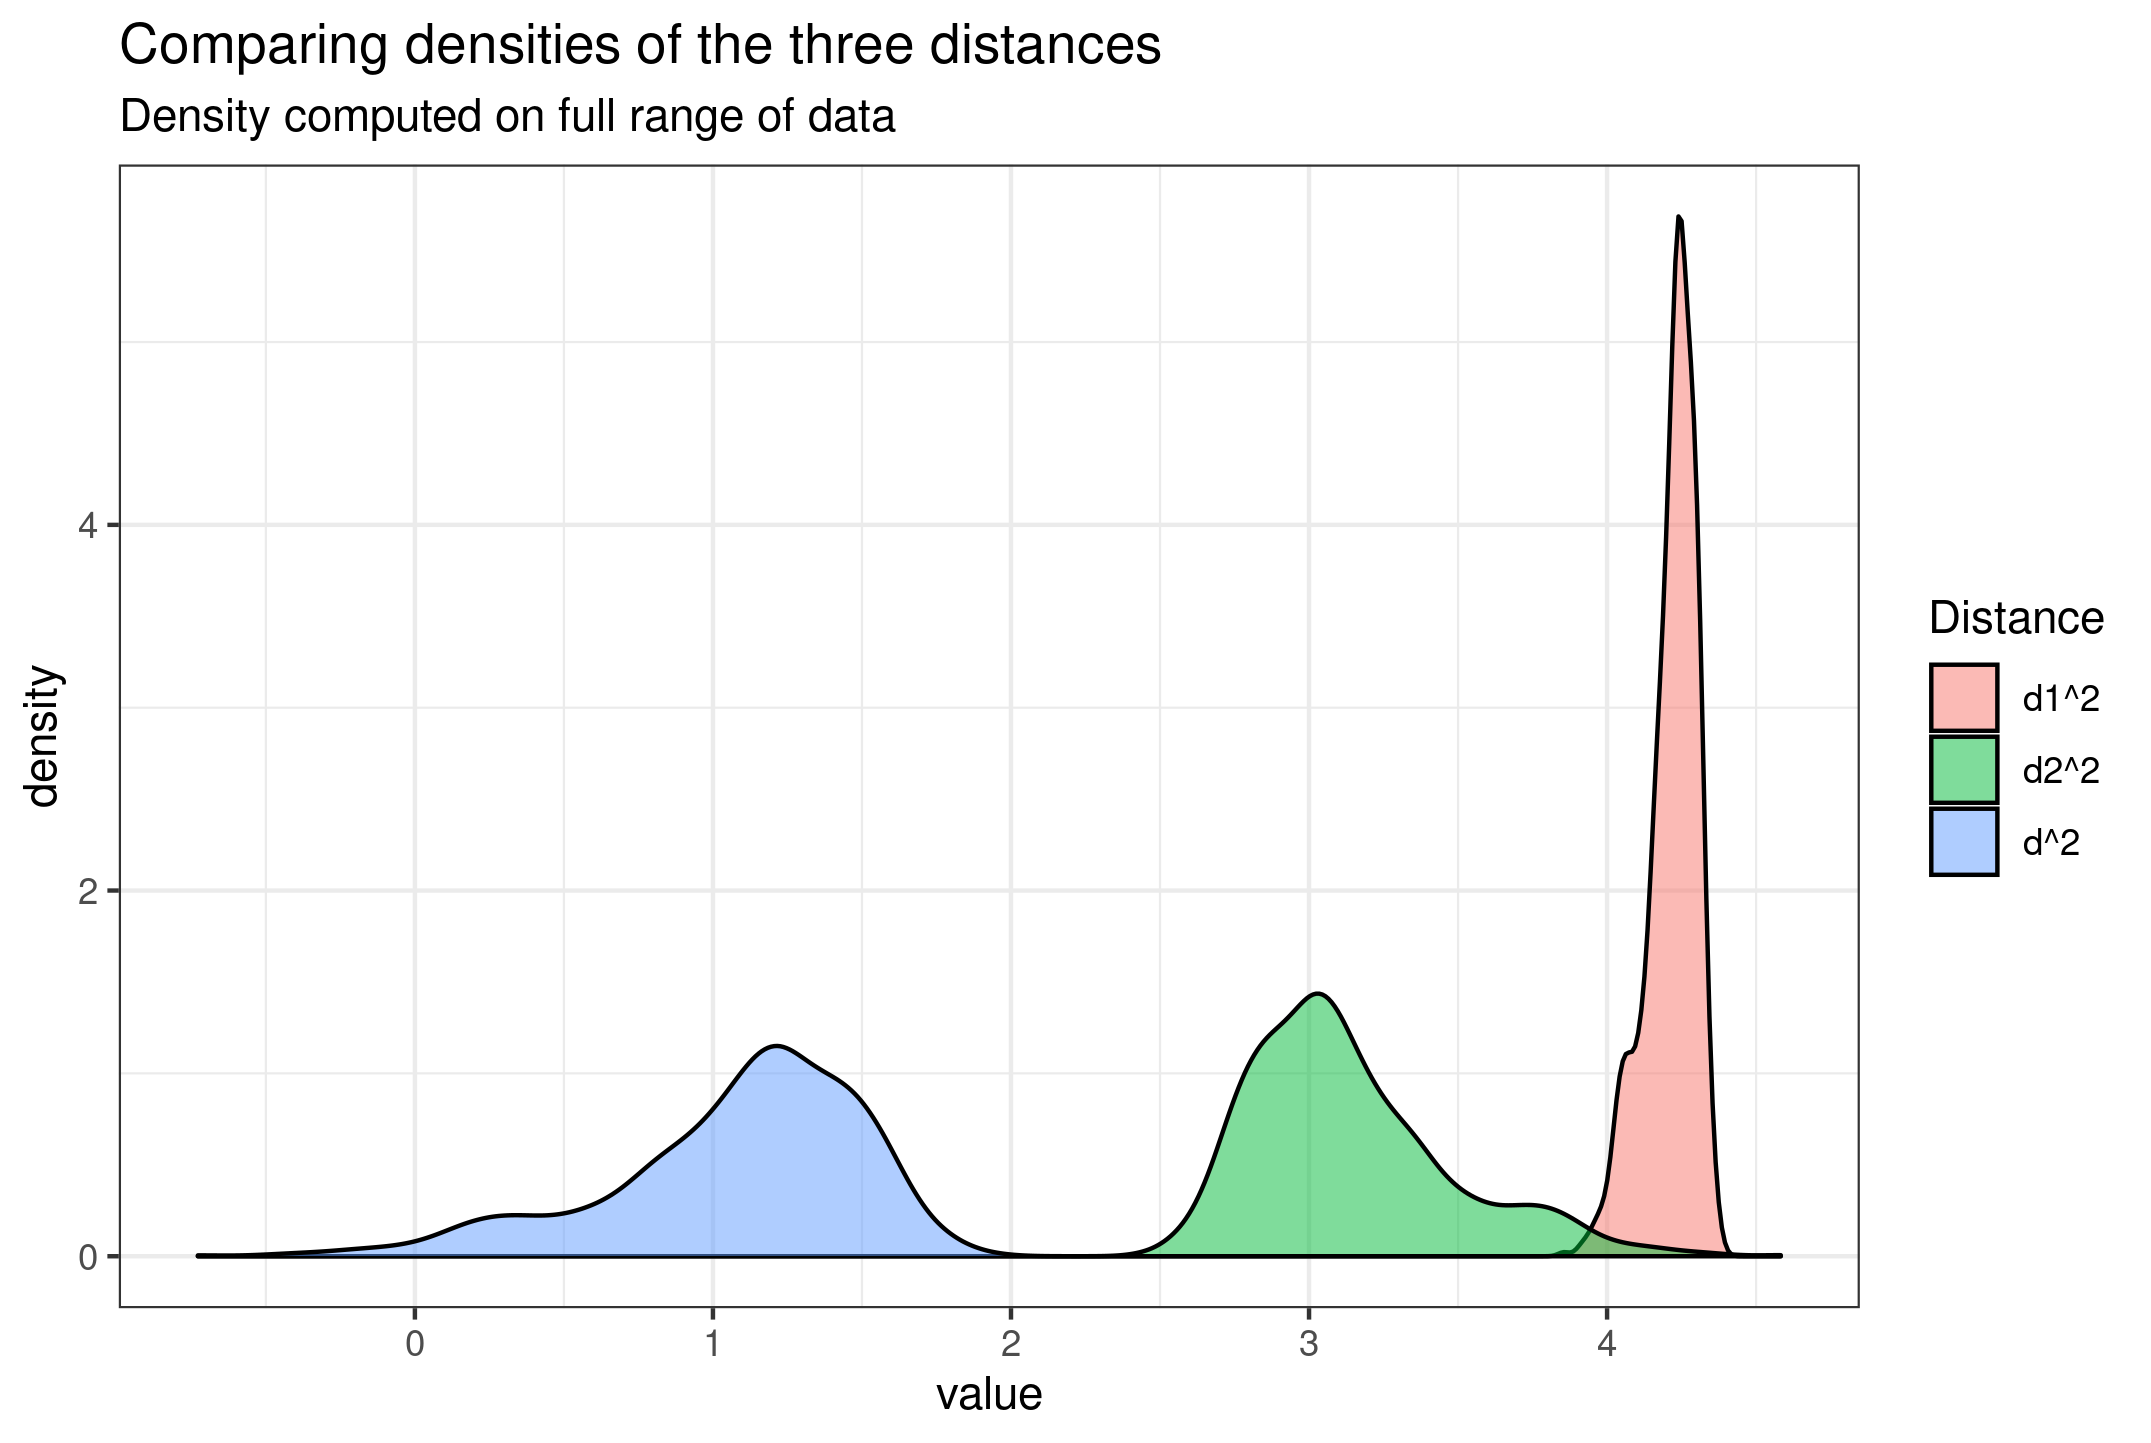 Comparing densities of the three distances
Density computed on full range of data
density
4
2
0
0 1 2 3 4
value
Distance
d1^2
d2^2
d^2